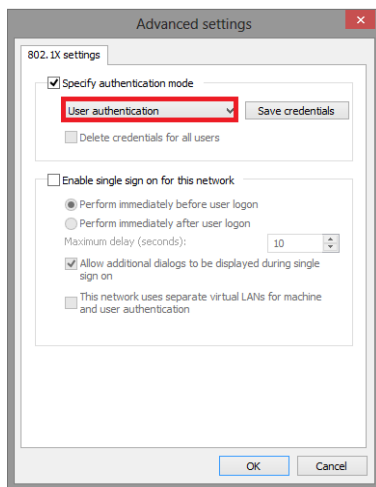 Advanced settings
802.1X settings
Specify authentication mode
User authentication
Save credentials
Delete credentials for all users
Enable single sign on for this network
Perform immediately before user logon
Perform immediately after user logon
Maximum delay (seconds):
10
Allow additional dialogs to be displayed during single
sign on
This network uses separate virtual LANs for machine
and user authentication
OK
Cancel